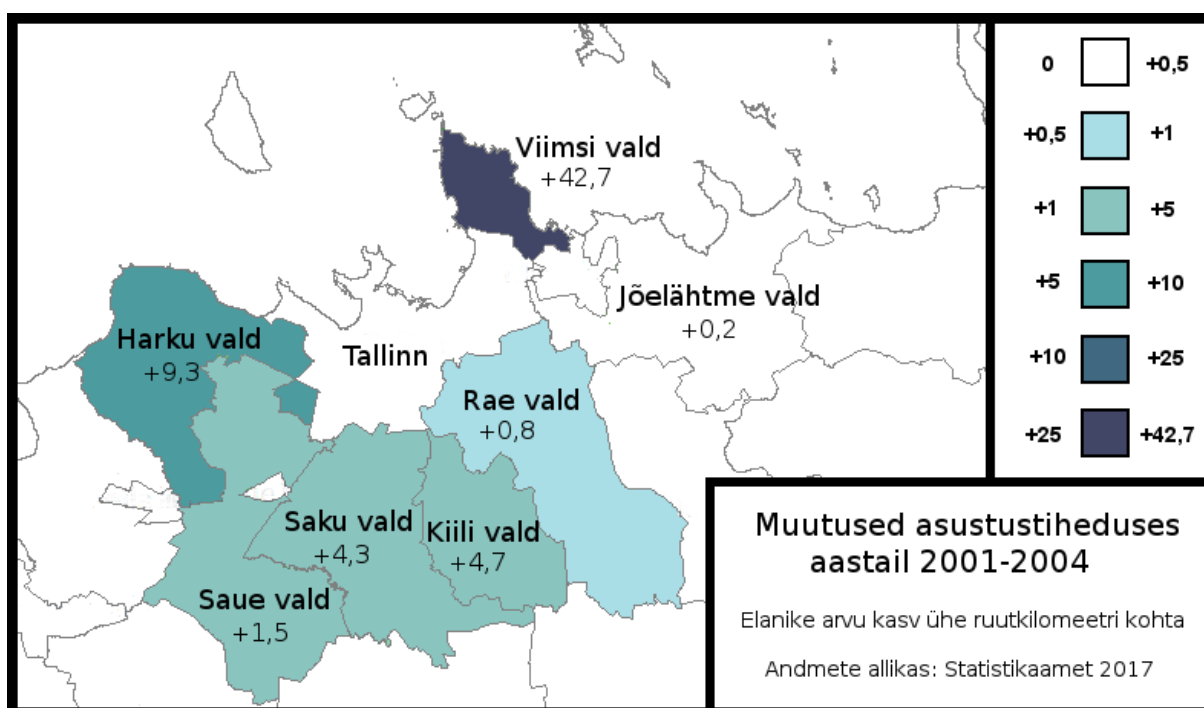 Viimsi vald
+42,7
Jõelähtme vald
+0,2
Harku vald
+9,3
Tallinn
Rae vald
+0,8
Saku vald
+4,3
Kiili vald
+4,7
Saue vald
+1,5
0 +0,5
+0,5 +1
+1 +5
+5 +10
+10 +25
+25 +42,7
Muutused asustustiheduses
aastail 2001-2004
Elanike arvu kasv ühe ruutkilomeetri kohta
Andmete allikas: Statistikaamet 2017